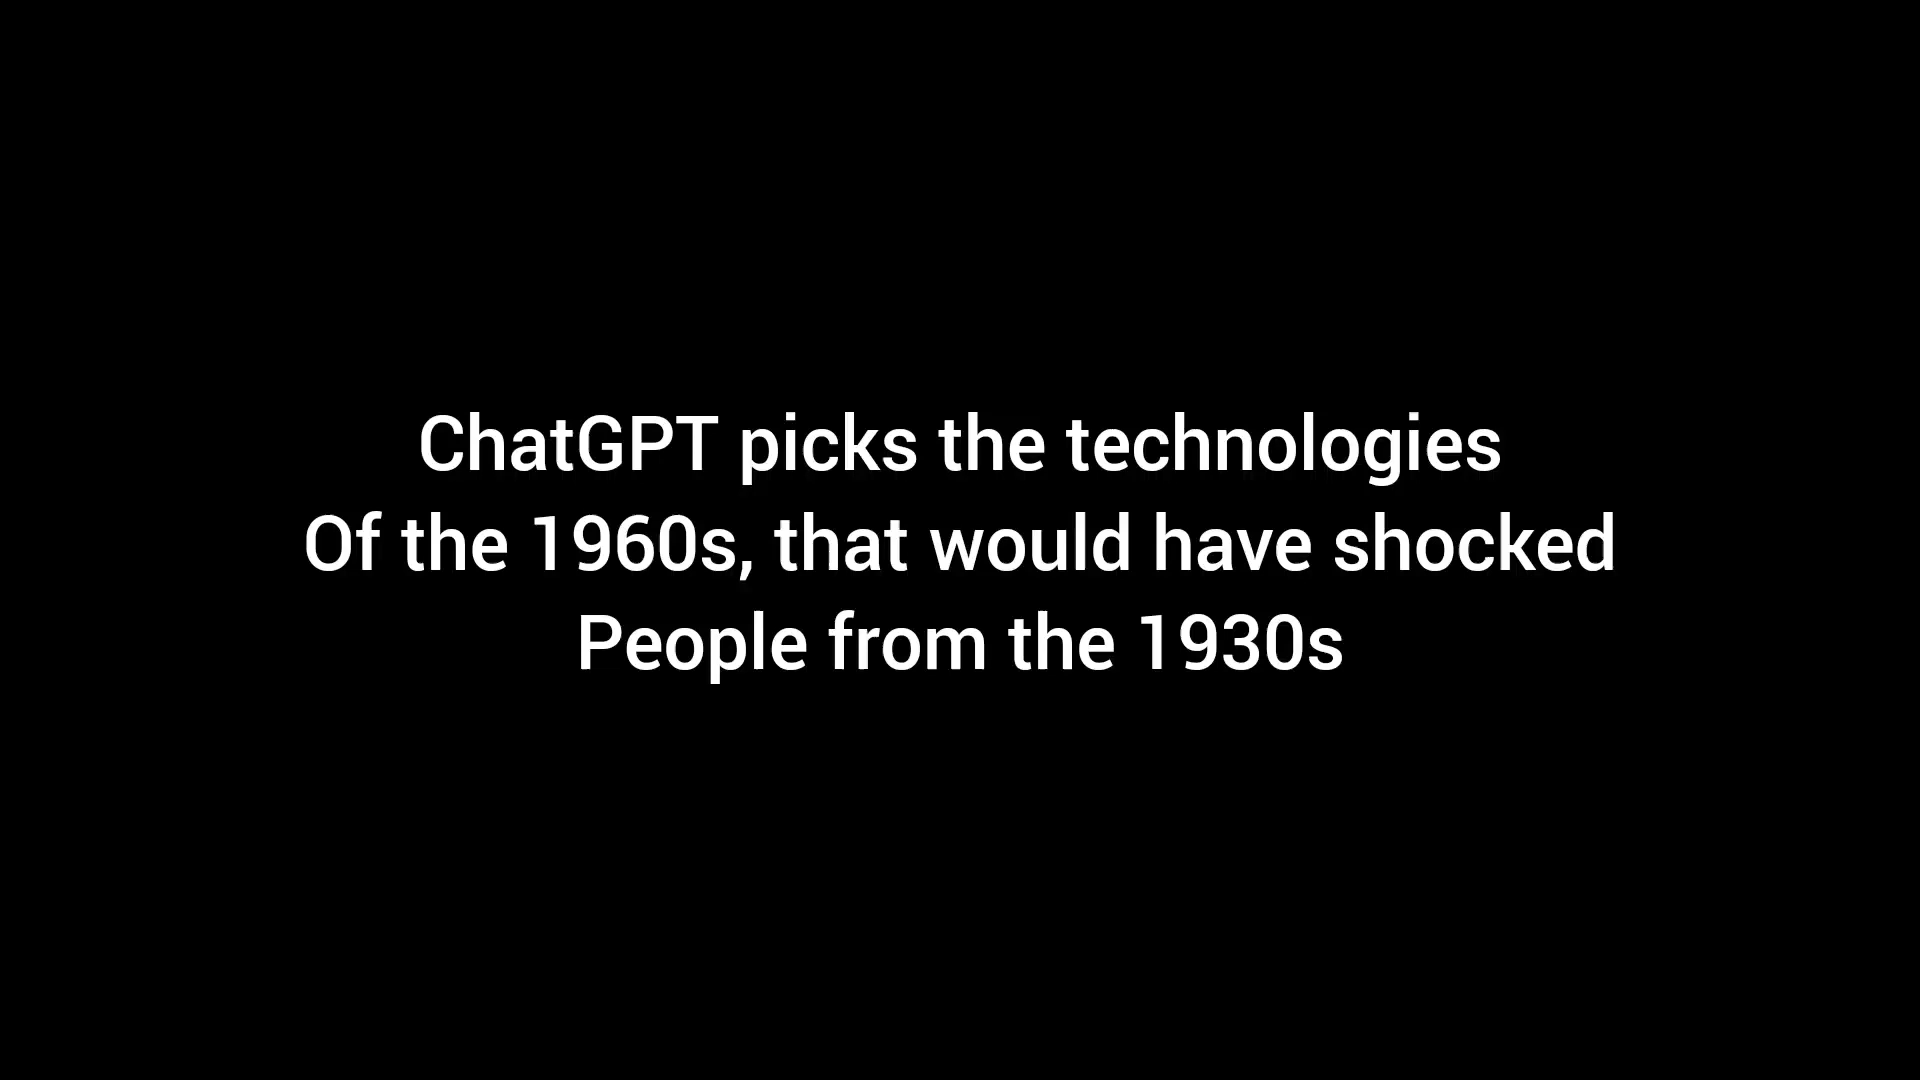 ChatGPT picks the technologies
Of the 1960s, that would have shocked
People from the 1930s